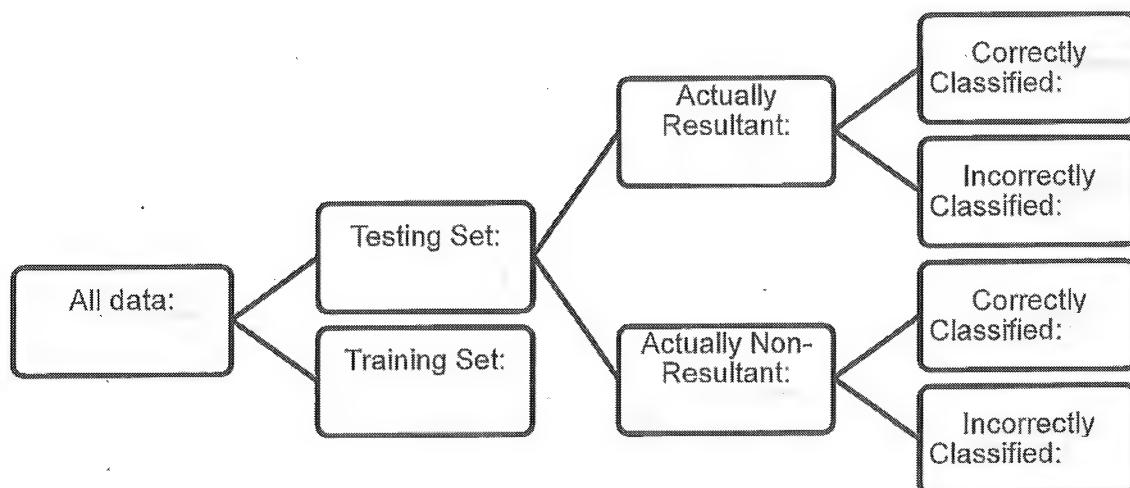 All data:
Testing Set:
Training Set:
Actually
Resultant:
Actually Non-
Resultant:
Correctly
Classified:
Incorrectly
Classified:
Correctly
Classified:
Incorrectly
Classified: